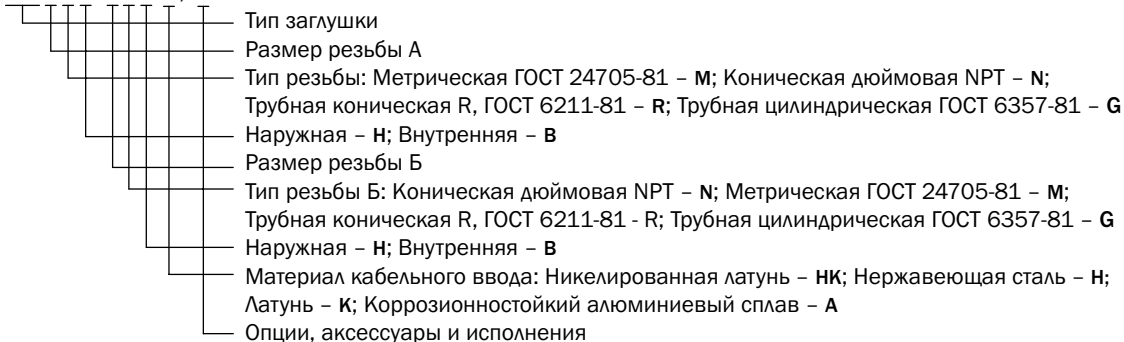 Тип заглушки
Размер резьбы А
Тип резьбы: Метрическая ГОСТ 24705-81 – М; Коническая дюймовая NPT – N;
Трубная коническая R, ГОСТ 6211-81 – R; Трубная цилиндрическая ГОСТ 6357-81 – G
Наружная – Н; Внутренняя – В
Размер резьбы Б
Тип резьбы Б: Коническая дюймовая NPT – N; Метрическая ГОСТ 24705-81 – М;
Трубная коническая R, ГОСТ 6211-81 - R; Трубная цилиндрическая ГОСТ 6357-81 – G
Наружная – Н; Внутренняя – В
Материал кабельного ввода: Никелированная латунь – НК; Нержавеющая сталь – Н;
Латунь – К; Коррозионностойкий алюминиевый сплав – А
Опции, аксессуары и исполнения